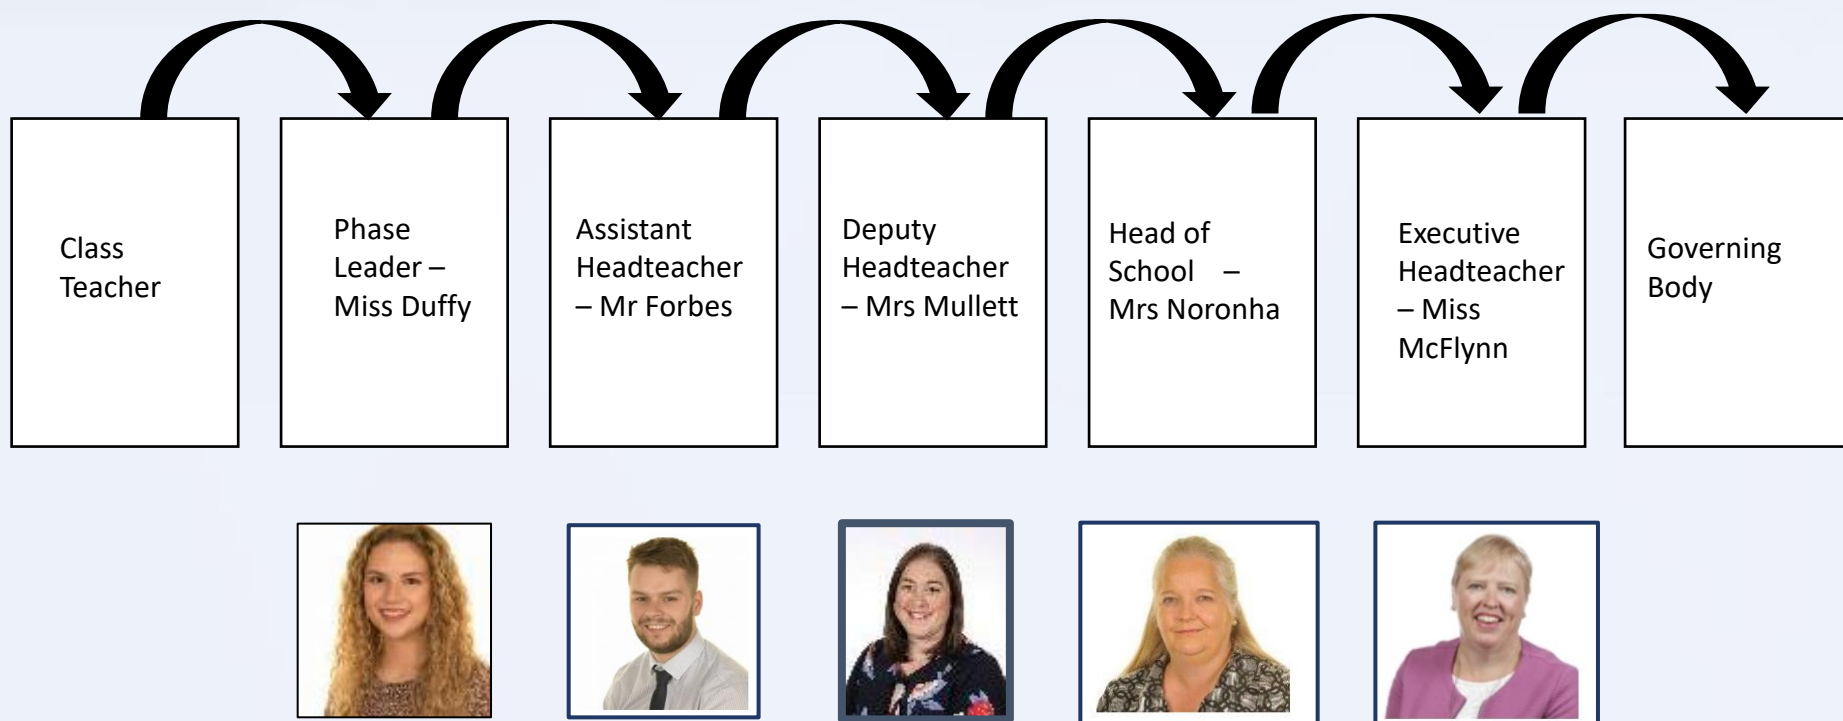 Class
Teacher
Phase
Leader –
Miss Duffy
Assistant
Headteacher
– Mr Forbes
Deputy
Headteacher
– Mrs Mullett
Head of
School –
Mrs Noronha
Executive
Headteacher
– Miss
McFlynn
Governing
Body